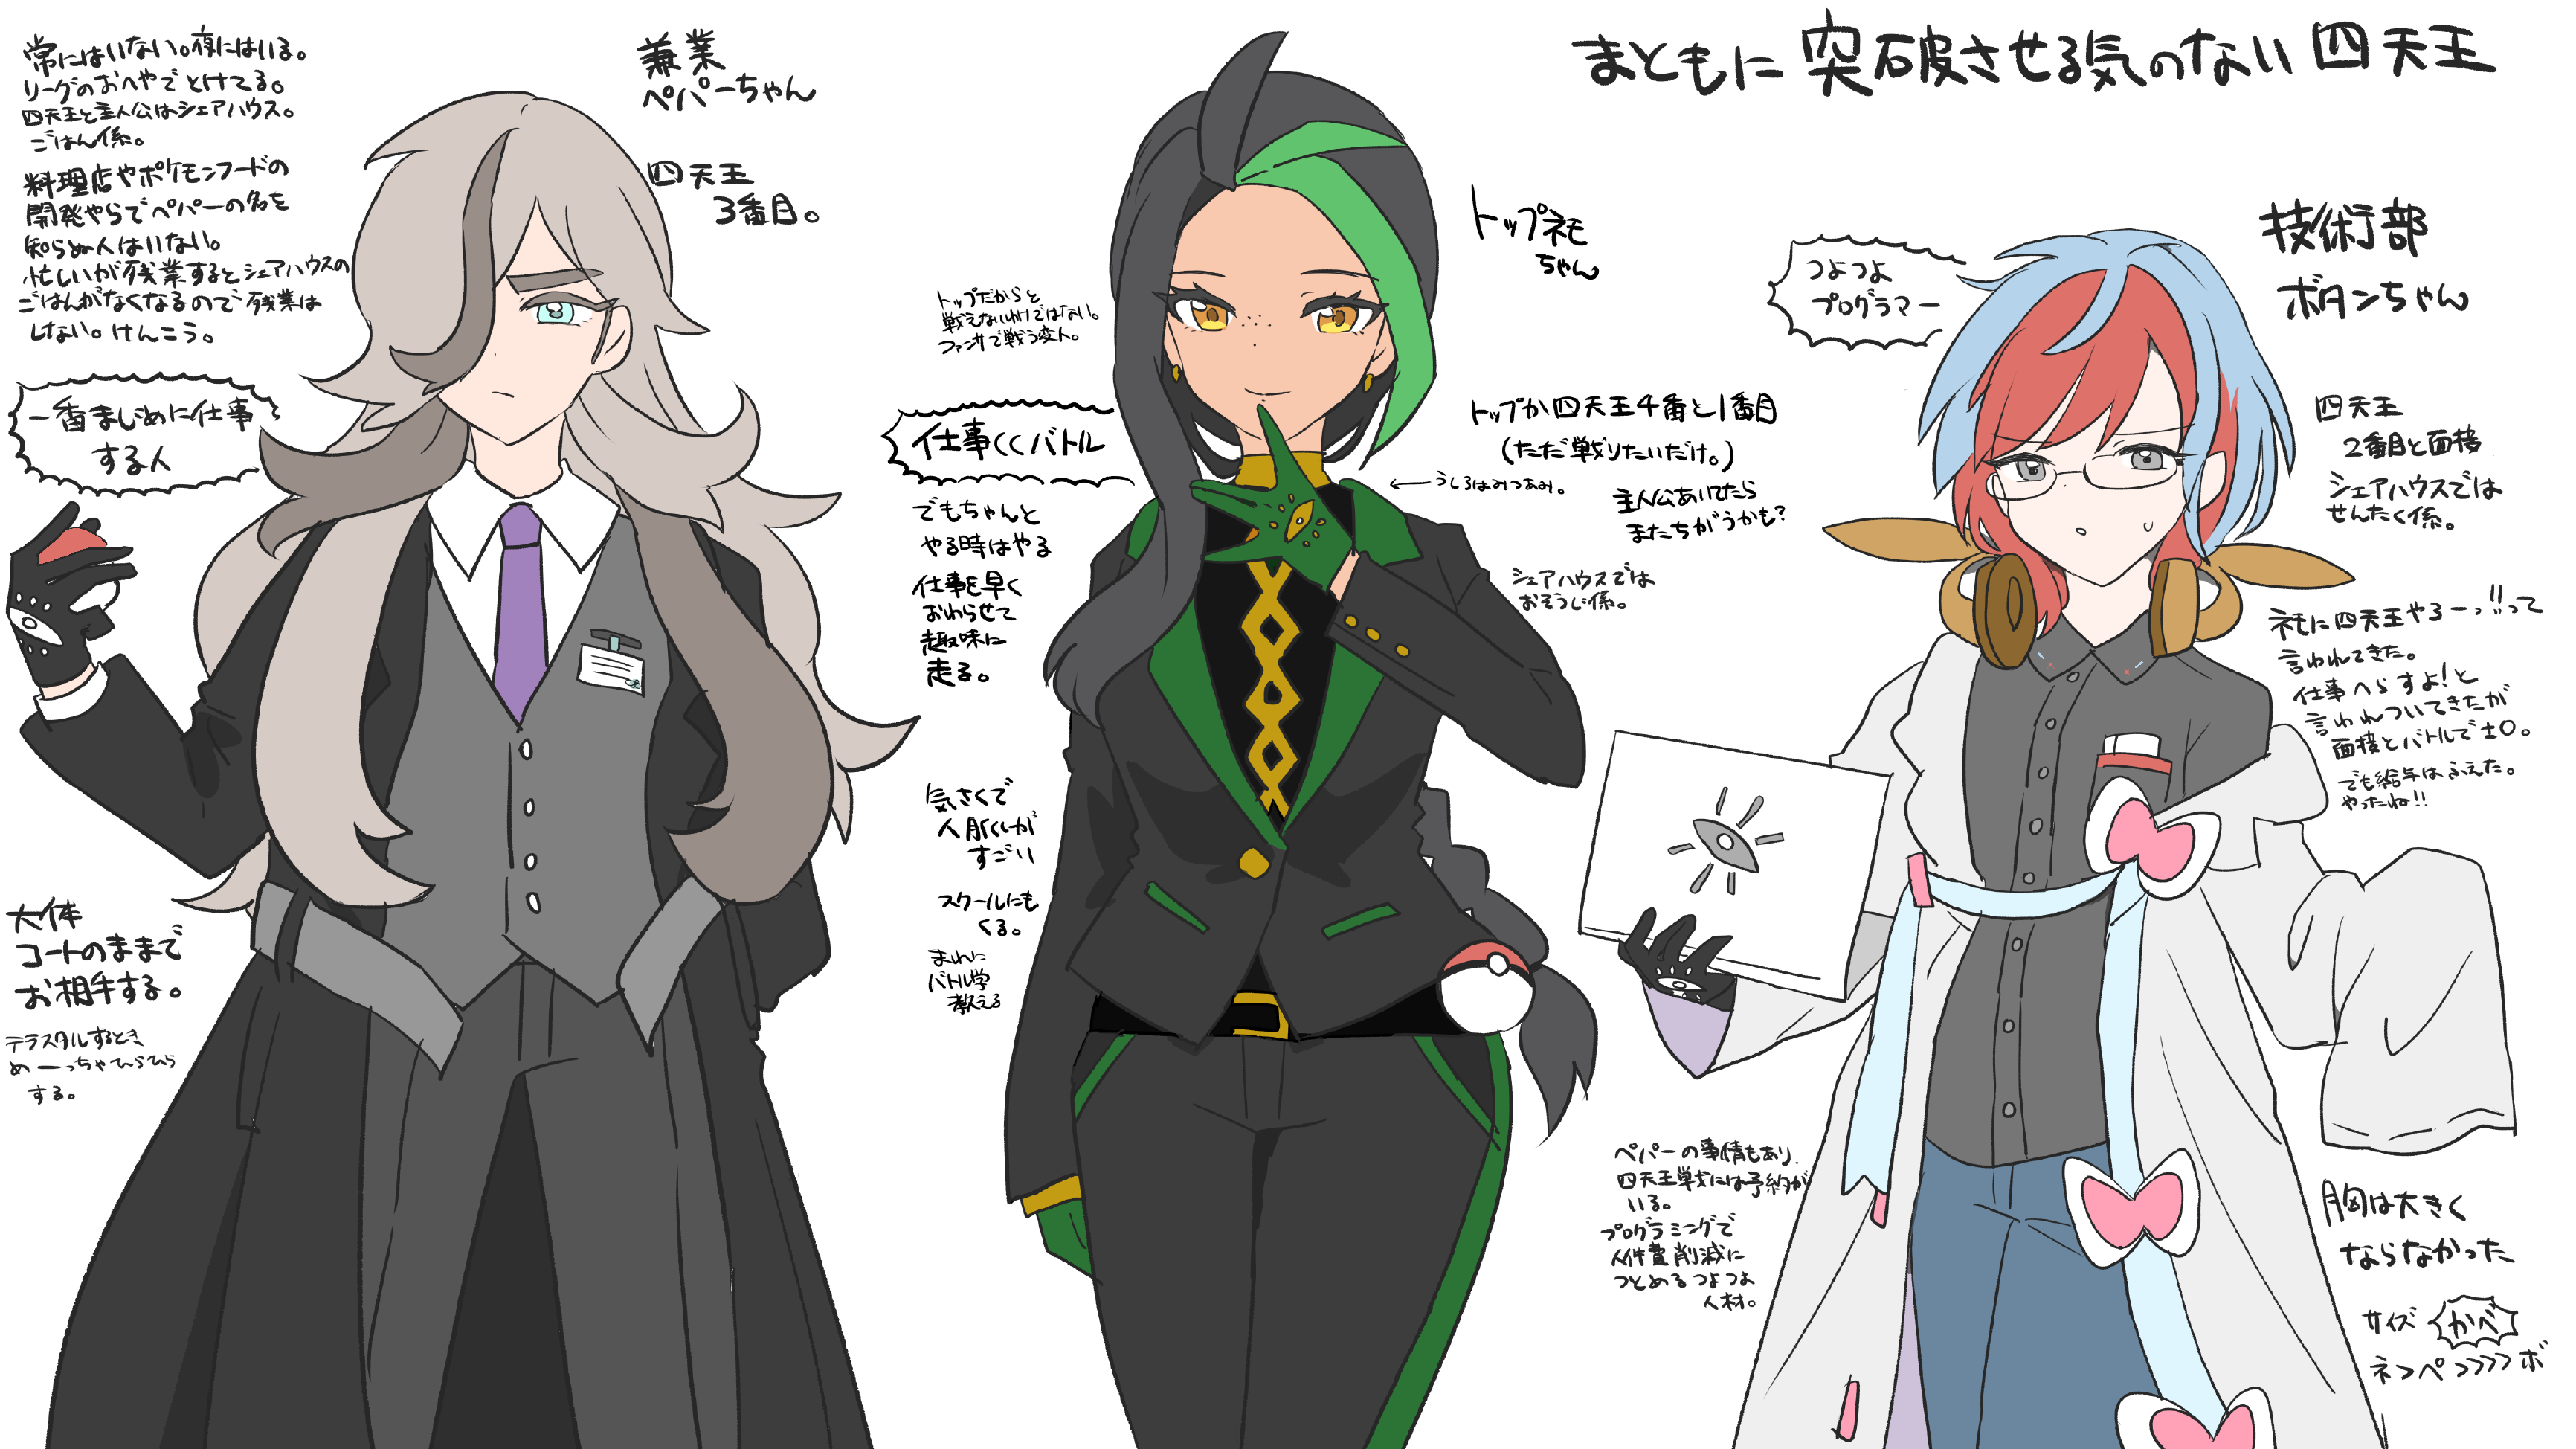 まともに突破させる気のない四天王
常にはいない。夜にはいる。
リーグのおへやでとけてる。
四天王と主人公はシェアハウス。
ごはん係。
料理店やポケモンフードの
開発やらでペパーの名を
知らぬ人はいない。
忙しいが残業するとシェアハウスの
ごはんがなくなるので残業は
しない。けんこう。
兼業
ペパーちゃん
四天王
3番目。
一番まじめに仕事
する人
大体
コートのままで
お相手する。
テラスタルするとき
めーっちゃひらひら
する。
トップネモ
ちゃん
トップだからと
戦えないわけではない。
ファンサで戦う変人。
仕事<<バトル
でもちゃんと
やる時はやる
仕事を早く
おわらせて
趣味に
走る。
気さくで
人脈が
すごい
スクールにも
くる。
まれに
バトル学
教える
トップか四天王4番と1番目
(ただ戦りたいだけ。)
←うしろはみつあみ。
主人公あいてたら
またちがうかも?
シェアハウスでは
おそうじ係。
技術部
ボタンちゃん
つよつよ
プログラマー
四天王
2番目と面接
シェアハウスでは
せんたく係。
ネモに四天王やるーっ!!って
言われてきた。
仕事へらすよ!と
言われついてきたが
面接とバトルで±0。
でも給与はふえた。
やったね!!
ペパーの事情もあり
四天王戦には予約が
いる。
プログラミングで
人件費削減に
つとめるつよつよ
人材。
胸は大きく
ならなかった
サイズ かべ
ネ>ペ>>>>>ボ